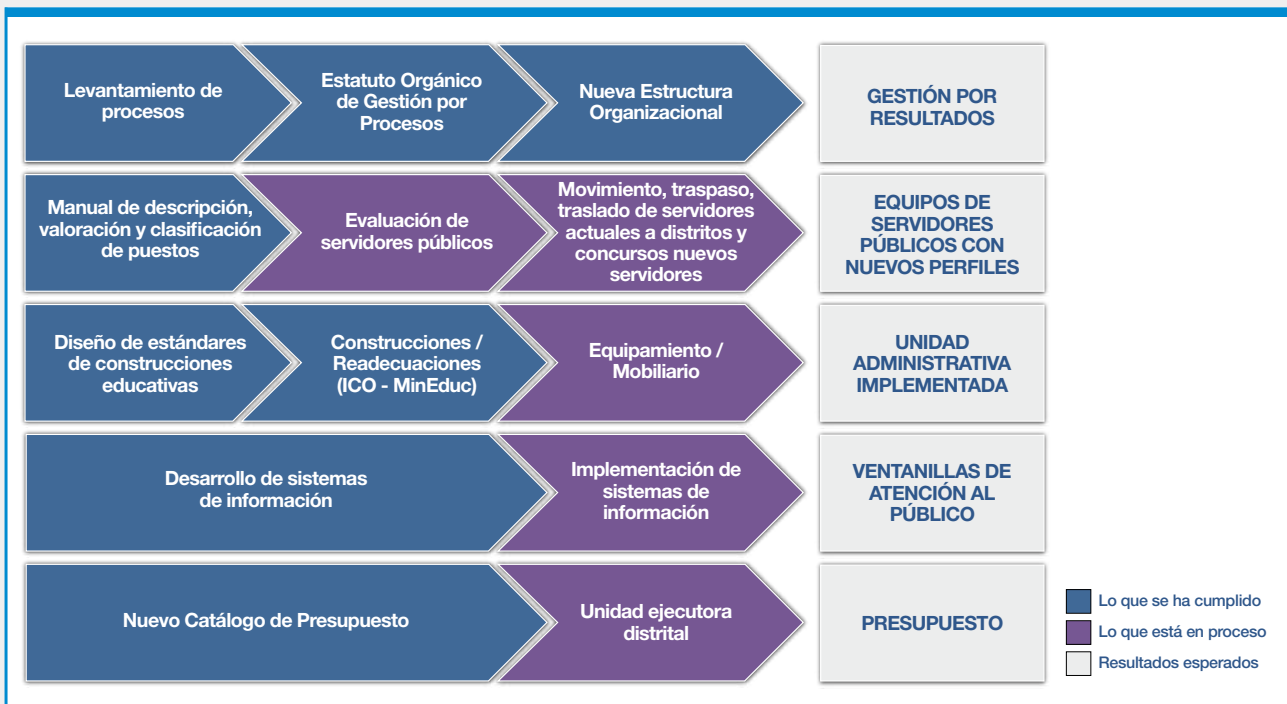 Levantamiento de
procesos
Estatuto Orgánico
de Gestión por
Procesos
Nueva Estructura
Organizacional
GESTIÓN POR
RESULTADOS
Manual de descripción,
valoración y clasificación
de puestos
Evaluación de
servidores públicos
Movimiento, traspaso,
traslado de servidores
actuales a distritos y
concursos nuevos
servidores
EQUIPOS DE
SERVIDORES
PÚBLICOS CON
NUEVOS PERFILES
Diseño de estándares
de construcciones
educativas
Construcciones /
Readecuaciones
(ICO - MinEduc)
Equipamiento /
Mobiliario
UNIDAD
ADMINISTRATIVA
IMPLEMENTADA
Desarrollo de sistemas
de información
Implementación de
sistemas de
información
VENTANILLAS DE
ATENCIÓN AL
PÚBLICO
Nuevo Catálogo de Presupuesto
Unidad ejecutora
distrital
PRESUPUESTO
Lo que se ha cumplido
Lo que está en proceso
Resultados esperados